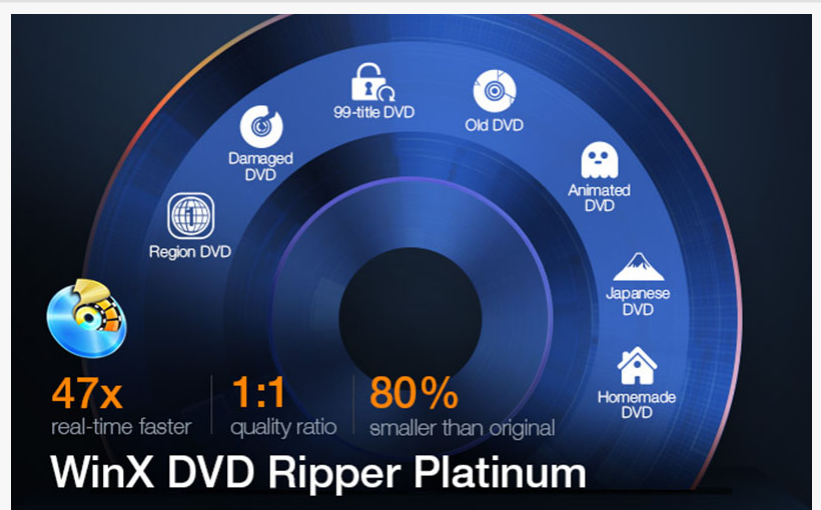 99-title DVD
Old DVD
Damaged
DVD
Animated
DVD
Region DVD
Japanese
DVD
Homemade
DVD
47x
real-time faster
1:1
quality ratio
80%
smaller than original
WinX DVD Ripper Platinum